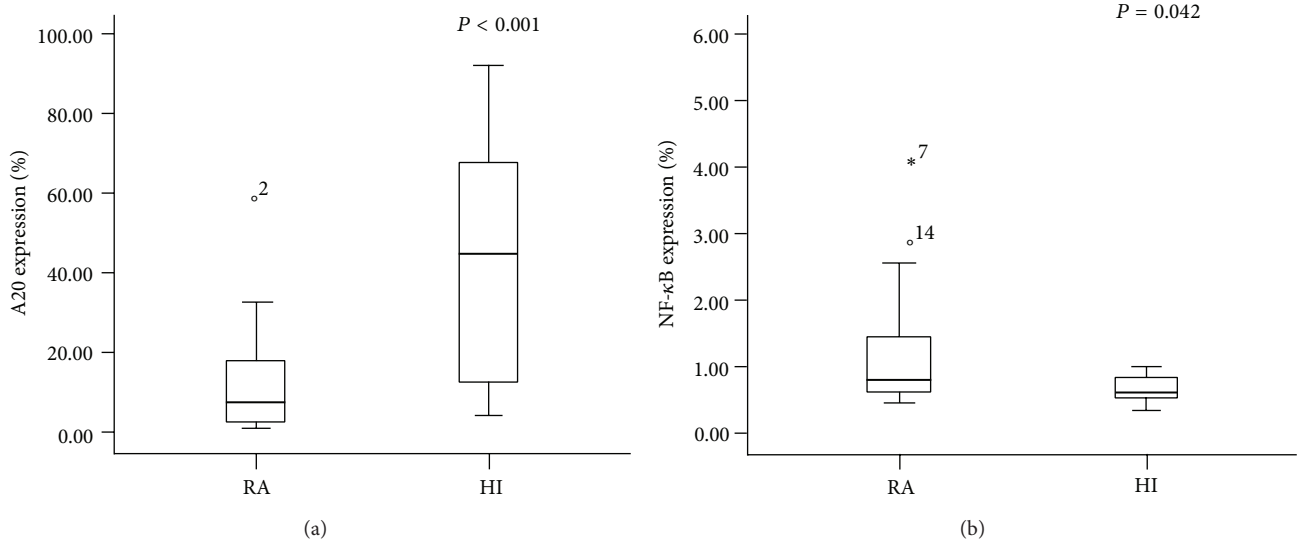 P < 0.001
100.00
80.00
60.00
40.00
20.00
0.00
A20 expression (%)
2
RA
HI
(a)
P = 0.042
6.00
5.00
4.00
3.00
2.00
1.00
0.00
NF-κB expression (%)
* 7
14
RA
HI
(b)